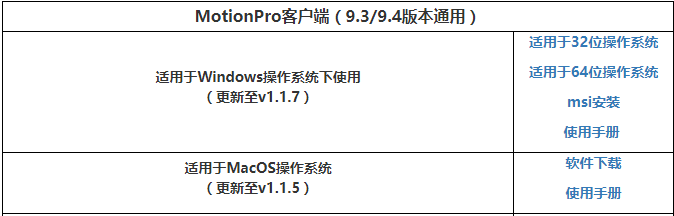 MotionPro客户端（9.3/9.4版本通用）
适用于Windows操作系统下使用
（更新至v1.1.7）
适用于32位操作系统
适用于64位操作系统
msi安装
使用手册
适用于MacOS操作系统
（更新至v1.1.5）
软件下载
使用手册